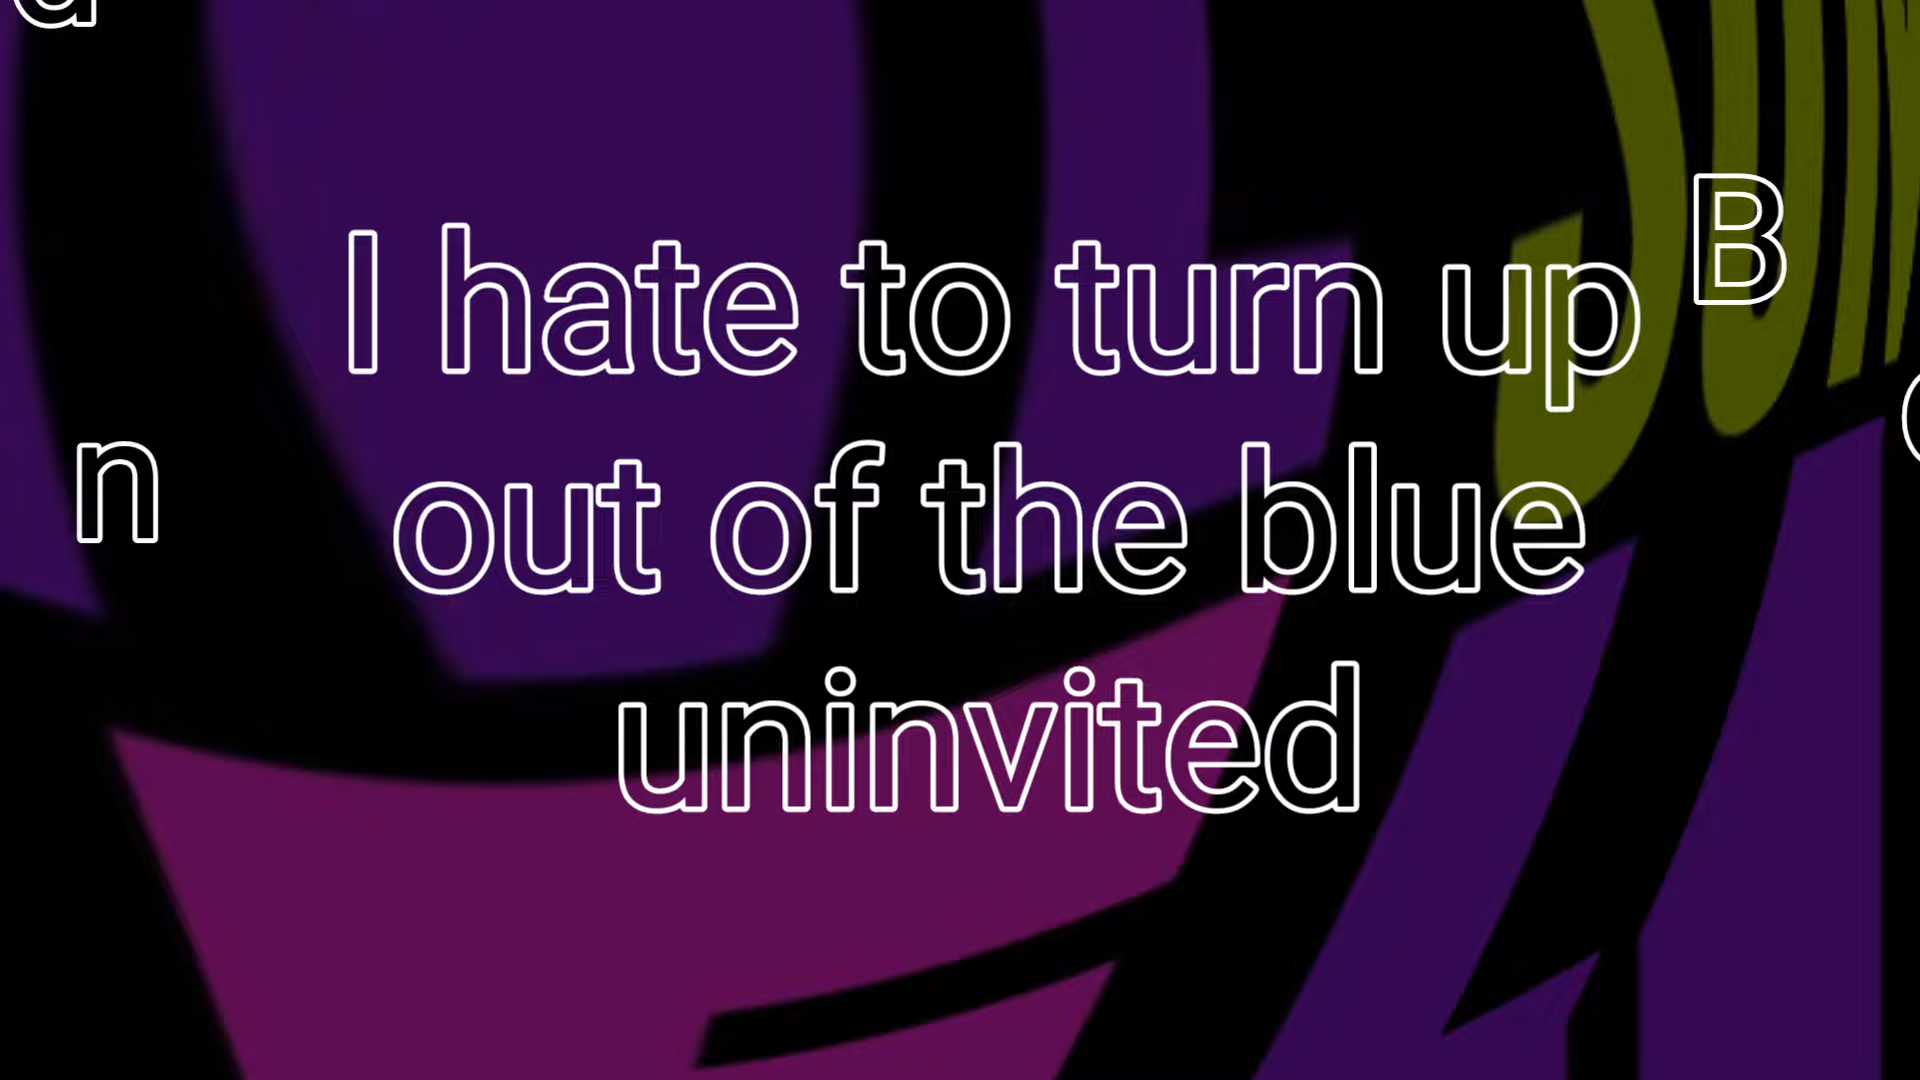 I hate to turn up
B
n
out of the blue
uninvited